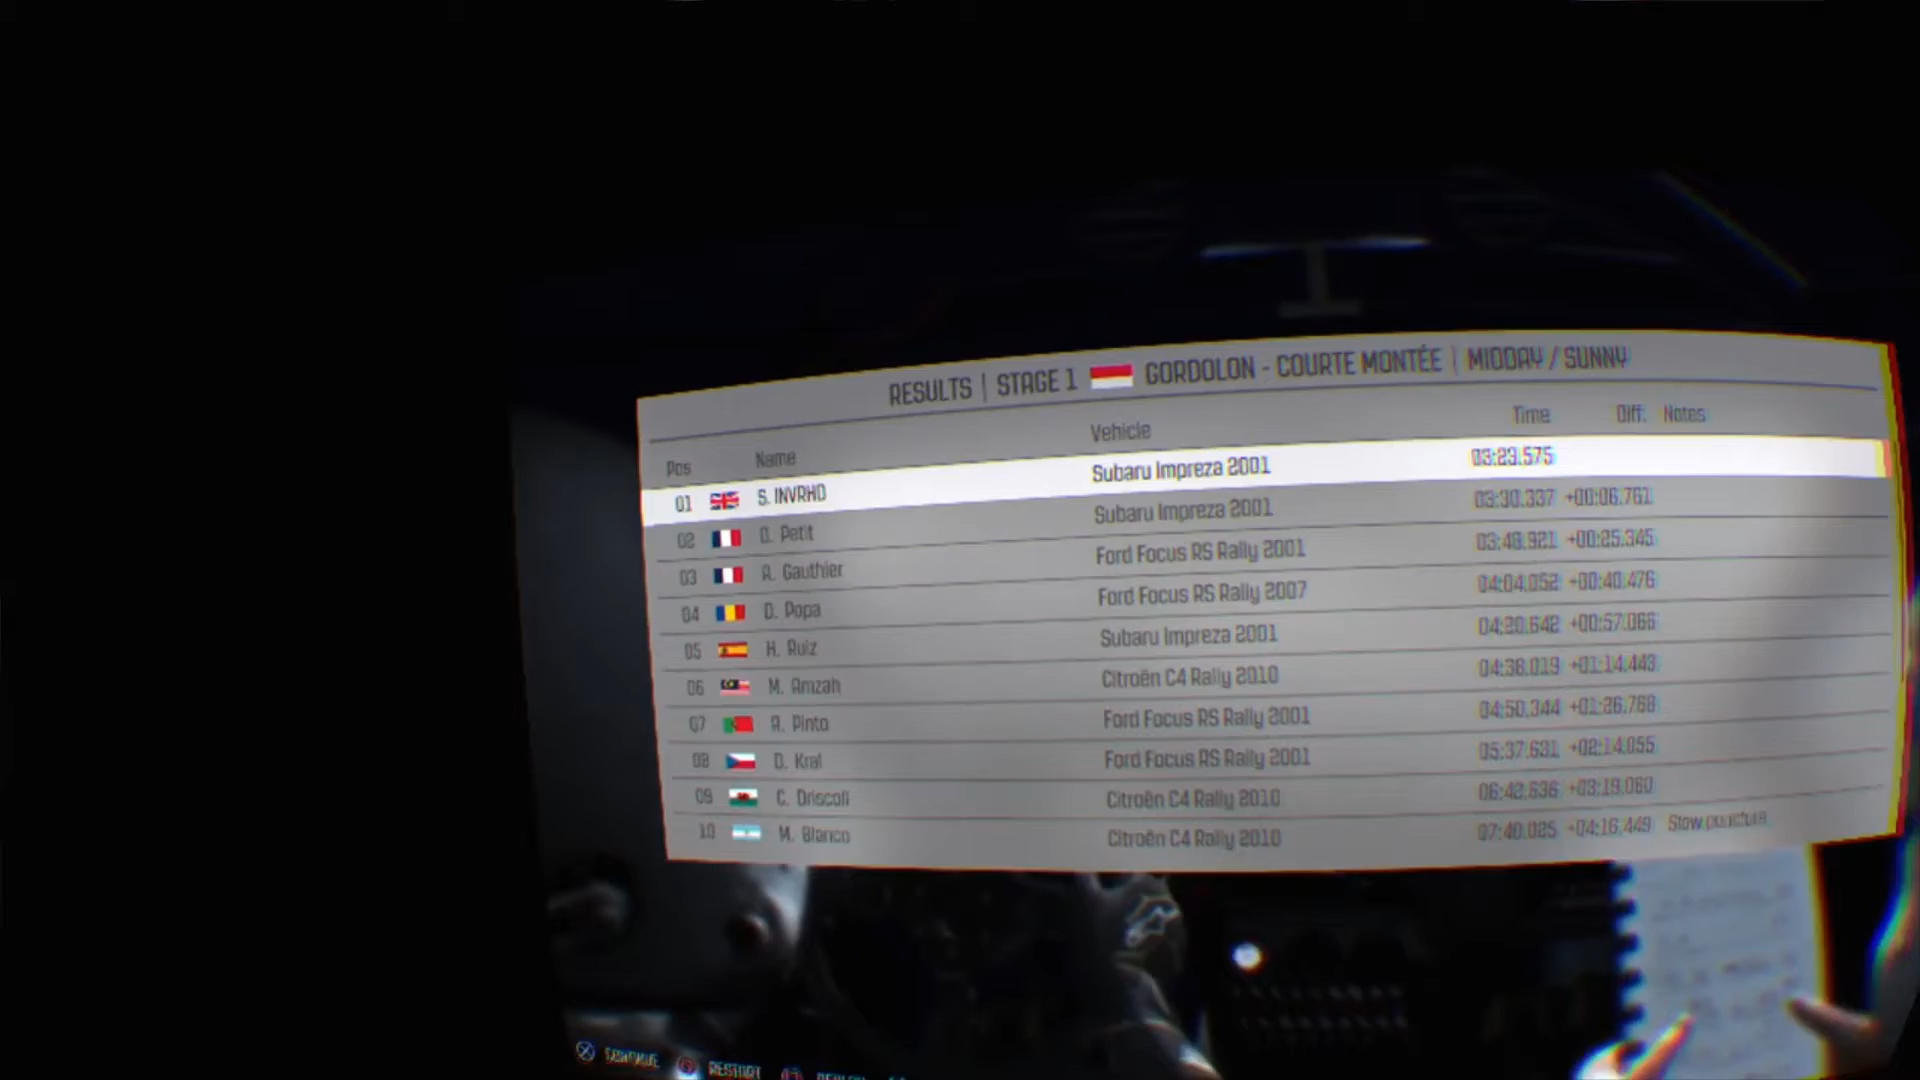 RESULTS | STAGE 1 GORDOLON - COURTE MONTÉE | MIDDAY / SUNNY
Pos Name Vehicle Time Diff. Notes
01 S. INVRHD Subaru Impreza 2001 03:23.575
02 Q. Petit Subaru Impreza 2001 03:30.337 +00:06.761
03 R. Gauthier Ford Focus RS Rally 2001 03:48.921 +00:25.345
04 D. Popa Ford Focus RS Rally 2007 04:04.052 +00:40.476
05 H. Ruiz Subaru Impreza 2001 04:20.642 +00:57.066
06 M. Amzah Citroën C4 Rally 2010 04:38.019 +01:14.443
07 R. Pinto Ford Focus RS Rally 2001 04:50.344 +01:26.768
08 D. Kral Ford Focus RS Rally 2001 05:37.631 +02:14.055
09 C. Driscoll Citroën C4 Rally 2010 06:42.636 +03:19.060
10 M. Blanco Citroën C4 Rally 2010 07:40.025 +04:16.449 Slow puncture
CONTINUE RESTART